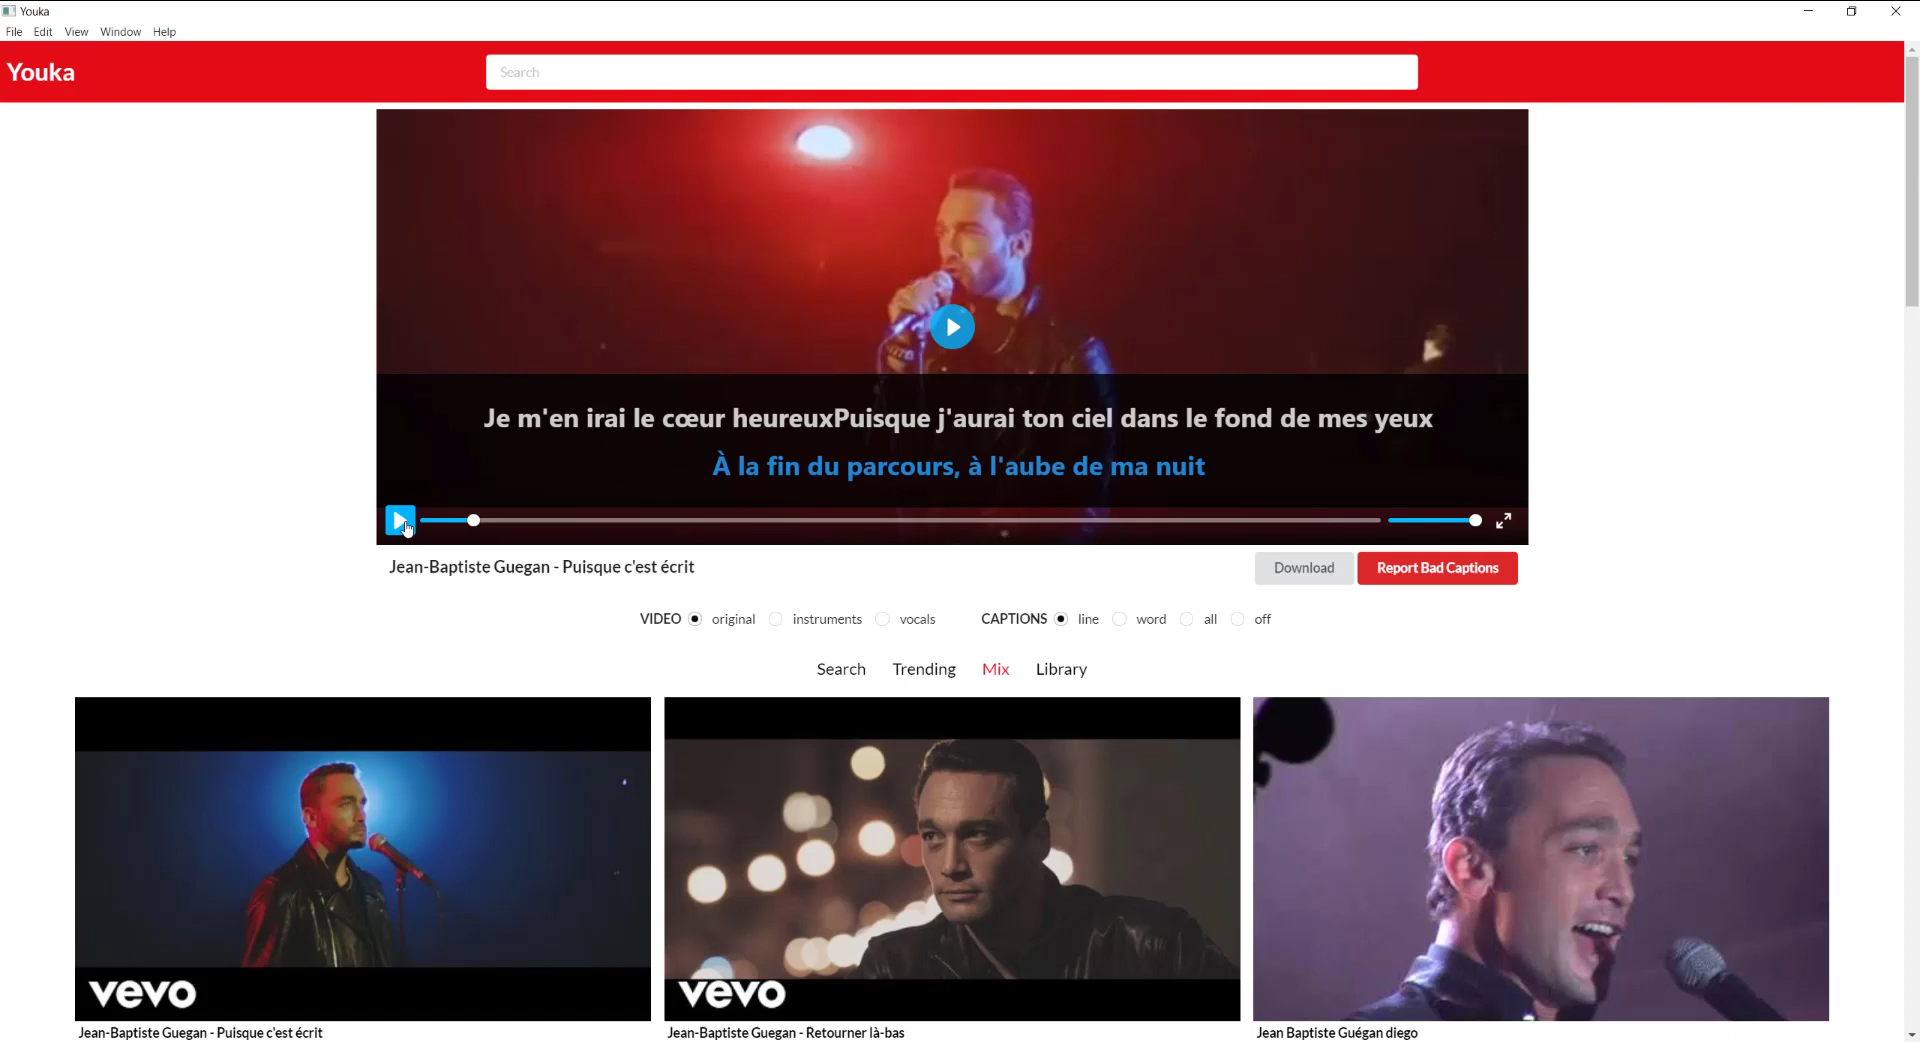 Youka
File Edit View Window Help
Youka
Search
Je m'en irai le cœur heureuxPuisque j'aurai ton ciel dans le fond de mes yeux
À la fin du parcours, à l'aube de ma nuit
Jean-Baptiste Guegan - Puisque c'est écrit
Download
Report Bad Captions
VIDEO original instruments vocals CAPTIONS line word all off
Search Trending Mix Library
vevo
vevo
Jean-Baptiste Guegan - Puisque c'est écrit
Jean-Baptiste Guegan - Retourner là-bas
Jean Baptiste Guégan diego